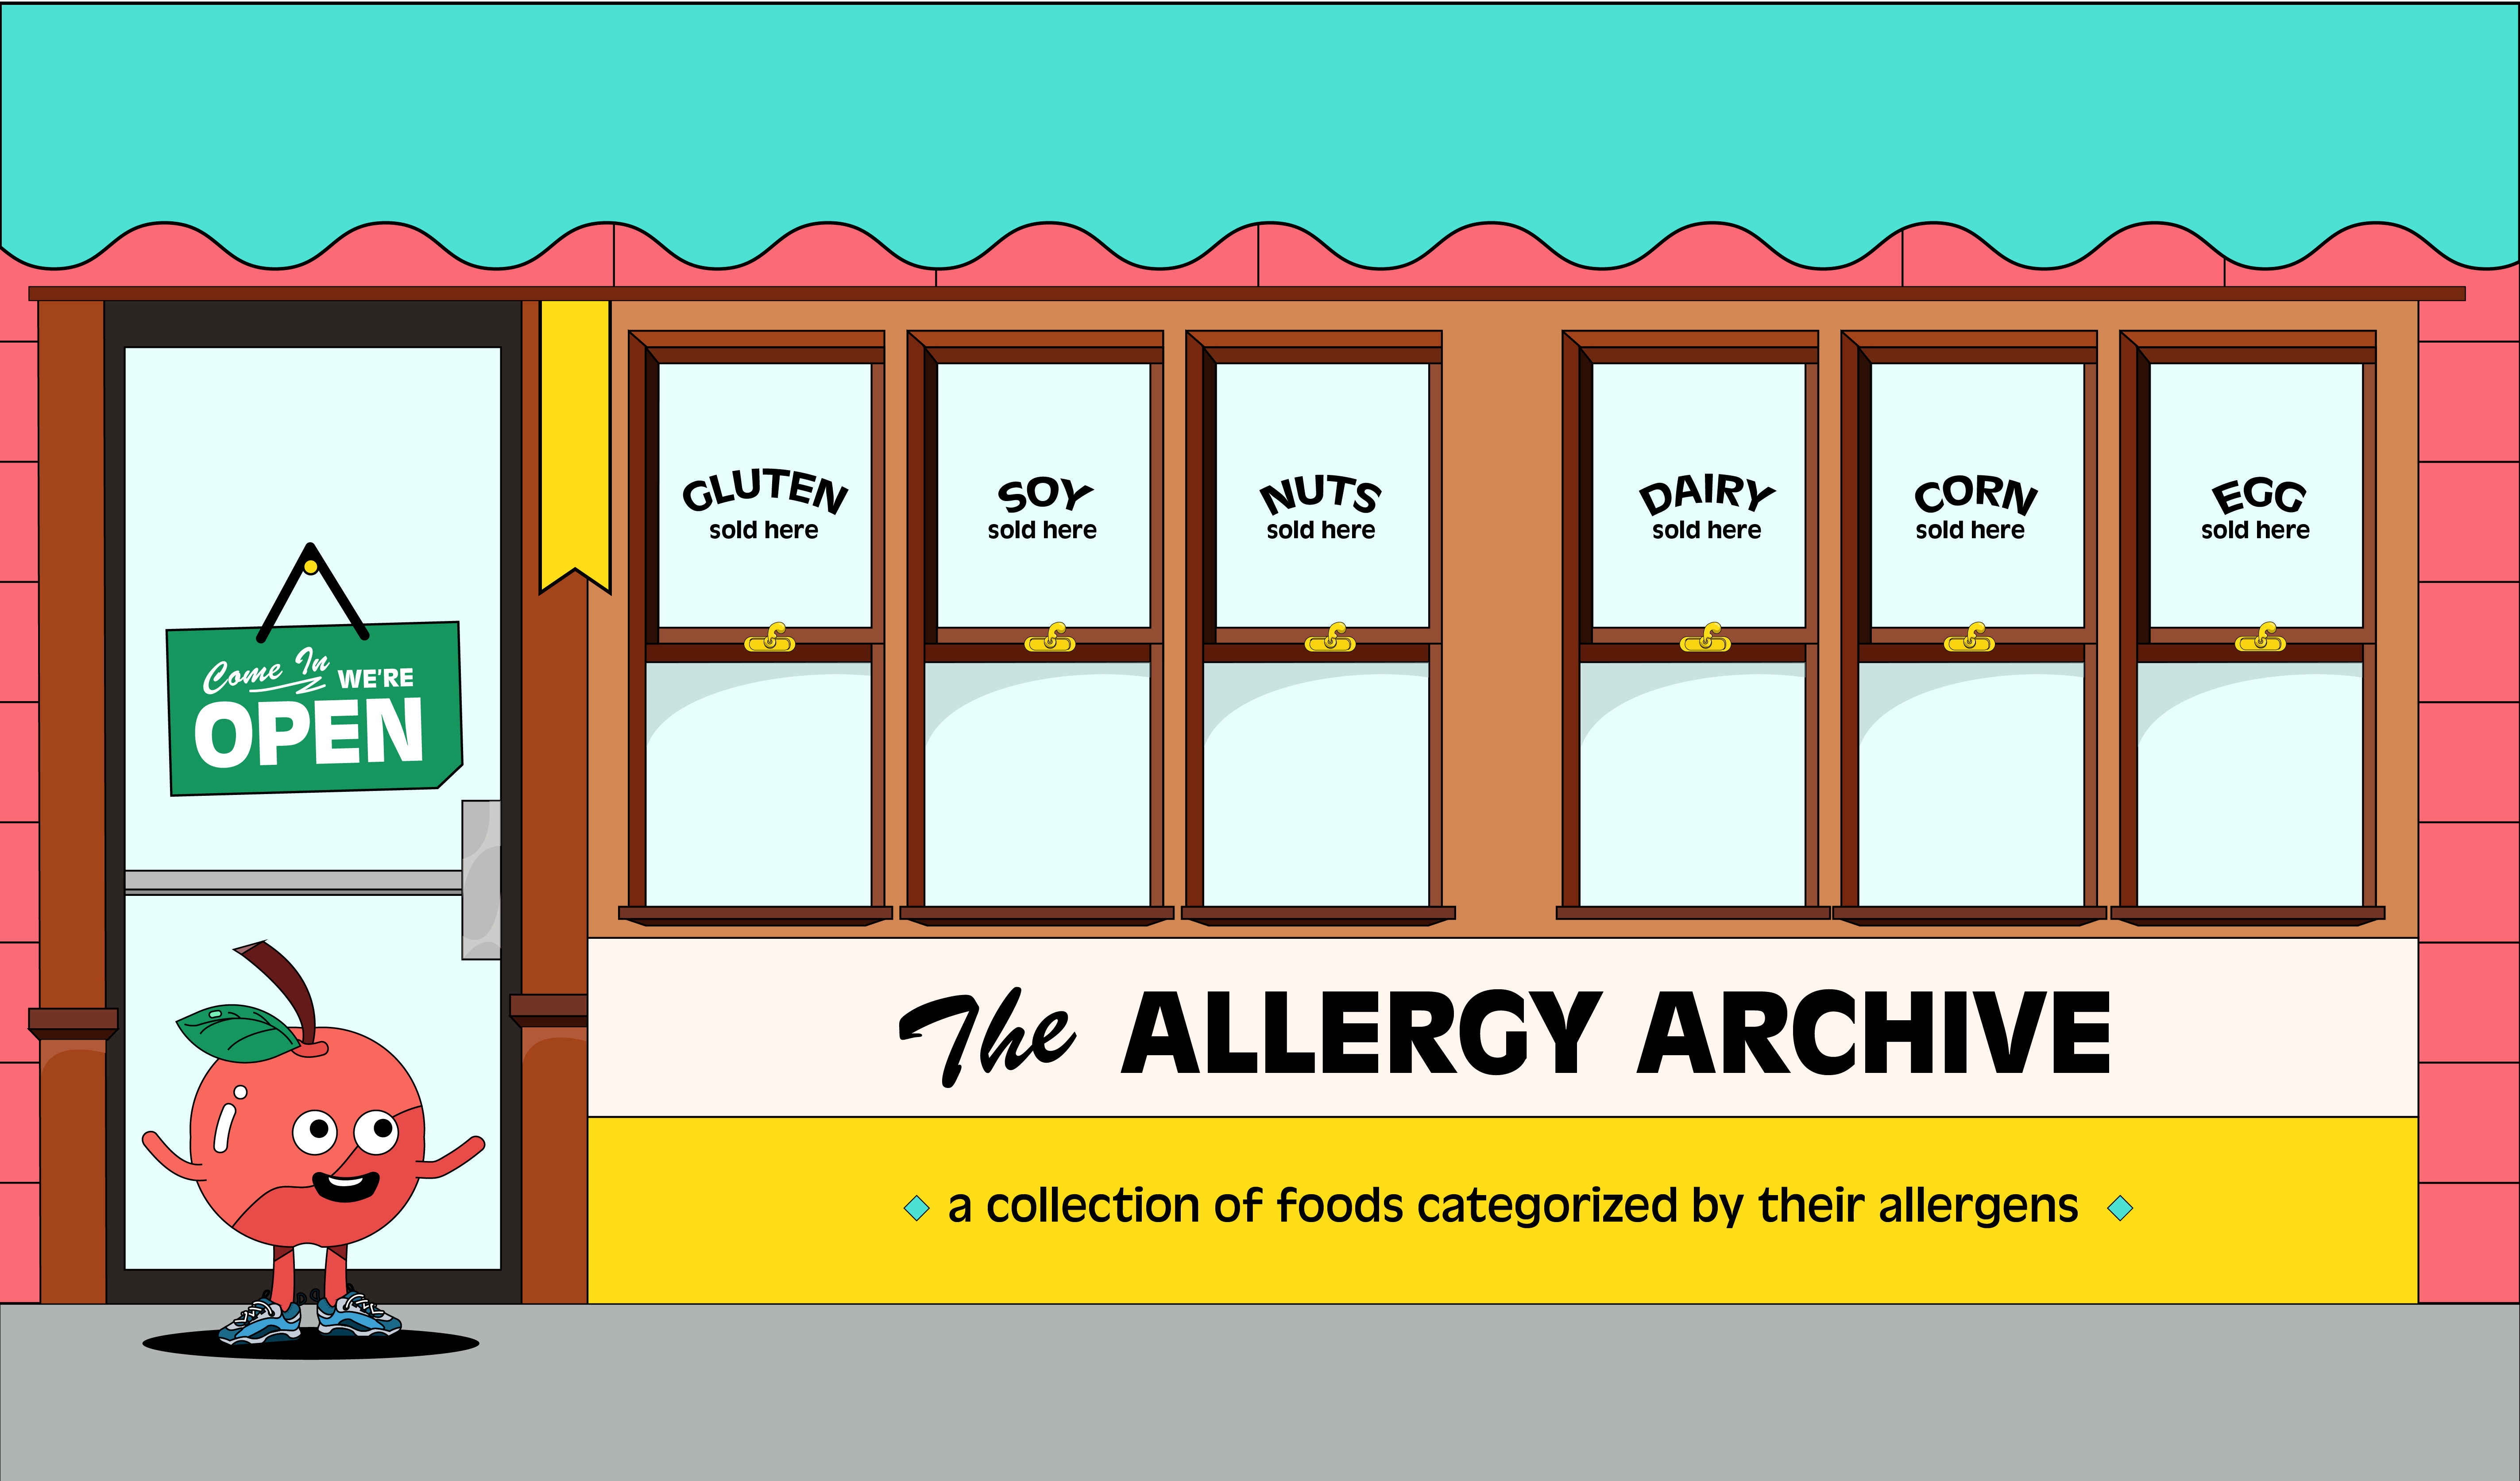 GLUTEN
sold here
SOY
sold here
NUTS
sold here
DAIRY
sold here
CORN
sold here
EGG
sold here
Come In WE'RE
OPEN
The ALLERGY ARCHIVE
a collection of foods categorized by their allergens